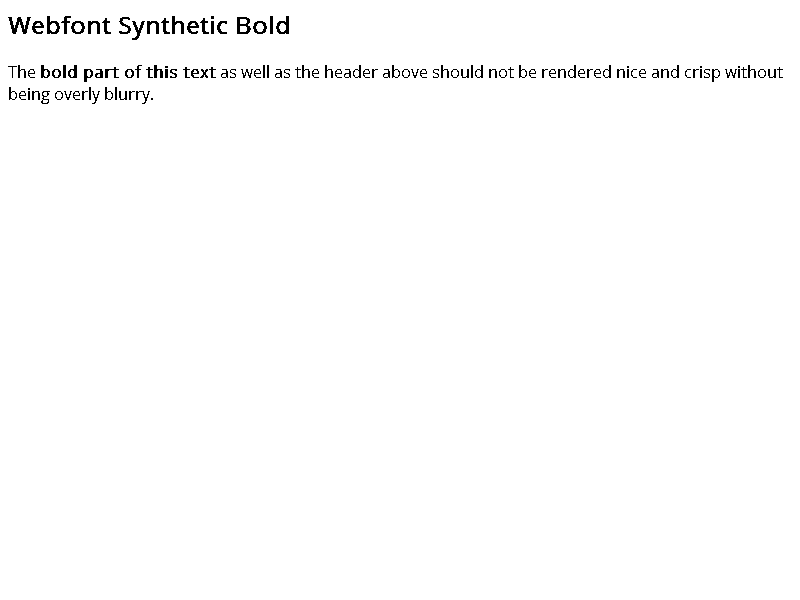 Webfont Synthetic Bold
The bold part of this text as well as the header above should not be rendered nice and crisp without
being overly blurry.